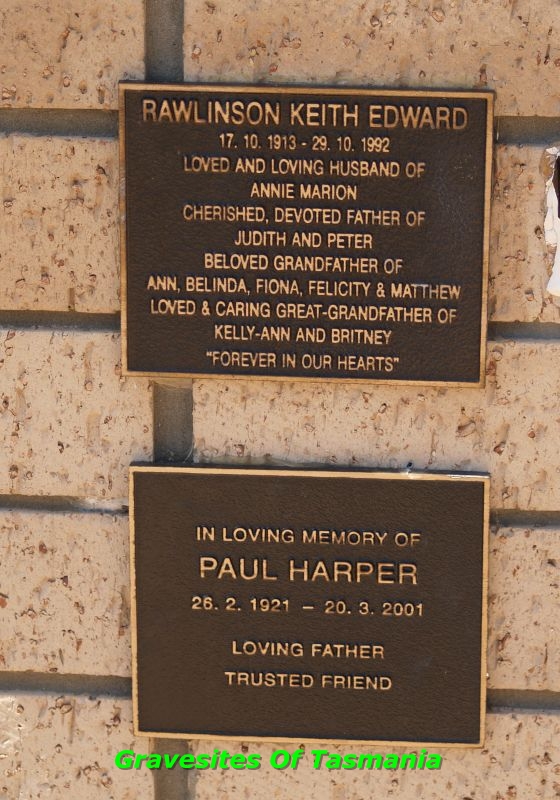 RAWLINSON KEITH EDWARD
17. 10. 1913 - 29. 10. 1992
LOVED AND LOVING HUSBAND OF
ANNIE MARION
CHERISHED, DEVOTED FATHER OF
JUDITH AND PETER
BELOVED GRANDFATHER OF
ANN, BELINDA, FIONA, FELICITY & MATTHEW
LOVED & CARING GREAT-GRANDFATHER OF
KELLY-ANN AND BRITNEY
“FOREVER IN OUR HEARTS”
IN LOVING MEMORY OF
PAUL HARPER
26. 2. 1921 – 20. 3. 2001
LOVING FATHER
TRUSTED FRIEND
Gravesites Of Tasmania